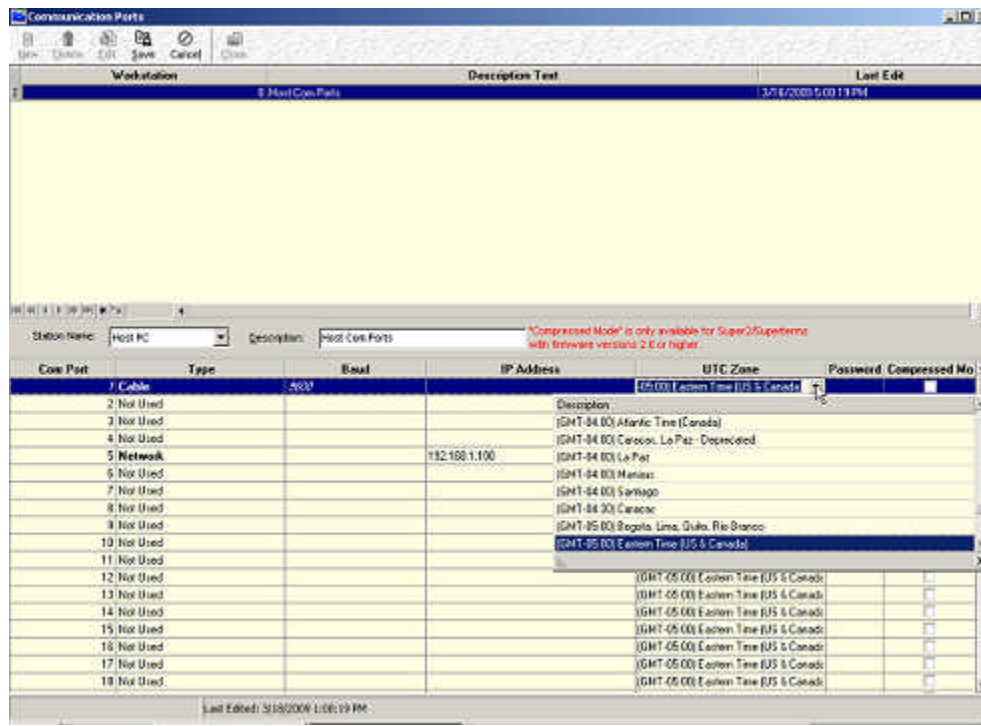 Communication Ports
New Delete Edit Save Cancel Close
Workstation Description Text Last Edit
0 Host Com Ports
Station Name: Host PC Description: Host Com Ports
"Compressed Mode" is only available for Super2/Superterms
with firmware versions 2.0 or higher
Com Port Type Baud IP Address UTC Zone Password Compressed Mo
1 Cable 9600 -05:00) Eastern Time (US & Canada
2 Not Used
Description
3 Not Used
(GMT-04:00) Atlantic Time (Canada)
4 Not Used
(GMT-04:00) Caracas, La Paz - Deprecated
5 Network 192.168.1.100
(GMT-04:00) La Paz
6 Not Used
(GMT-04:00) Manaus
7 Not Used
(GMT-04:00) Santiago
8 Not Used
(GMT-04:30) Caracas
9 Not Used
(GMT-05:00) Bogota, Lima, Quito, Rio Branco
10 Not Used
(GMT-05:00) Eastern Time (US & Canada)
11 Not Used
12 Not Used (GMT-05:00) Eastern Time (US & Canada
13 Not Used (GMT-05:00) Eastern Time (US & Canada
14 Not Used (GMT-05:00) Eastern Time (US & Canada
15 Not Used (GMT-05:00) Eastern Time (US & Canada
16 Not Used (GMT-05:00) Eastern Time (US & Canada
17 Not Used (GMT-05:00) Eastern Time (US & Canada
18 Not Used (GMT-05:00) Eastern Time (US & Canada
Last Edited: 3/18/2009 1:00:19 PM